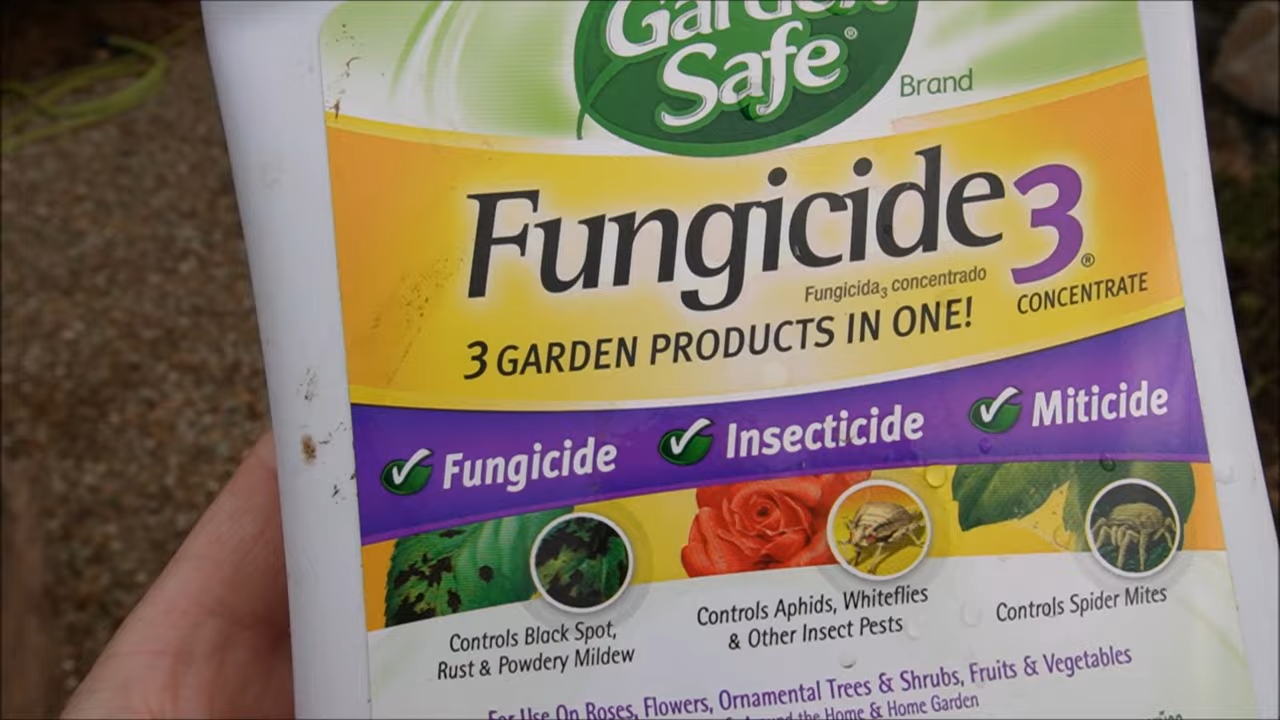 Garden
Safe®
Brand
Fungicide3®
Fungicida3 concentrado
CONCENTRATE
3 GARDEN PRODUCTS IN ONE!
Fungicide
Insecticide
Miticide
Controls Black Spot,
Rust & Powdery Mildew
Controls Aphids, Whiteflies
& Other Insect Pests
Controls Spider Mites
For Use On Roses, Flowers, Ornamental Trees & Shrubs, Fruits & Vegetables
Around the Home & Home Garden